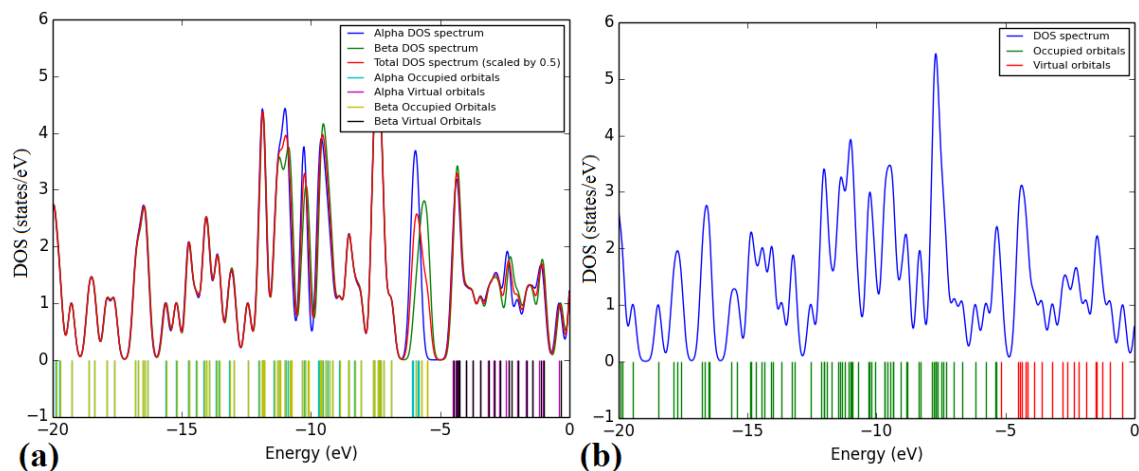 6
5
4
3
2
1
0
−1
DOS (states/eV)
Alpha DOS spectrum
Beta DOS spectrum
Total DOS spectrum (scaled by 0.5)
Alpha Occupied orbitals
Alpha Virtual orbitals
Beta Occupied Orbitals
Beta Virtual Orbitals
−20
−15
−10
−5
0
Energy (eV)
(a)
6
5
4
3
2
1
0
−1
DOS (states/eV)
DOS spectrum
Occupied orbitals
Virtual orbitals
−20
−15
−10
−5
0
Energy (eV)
(b)